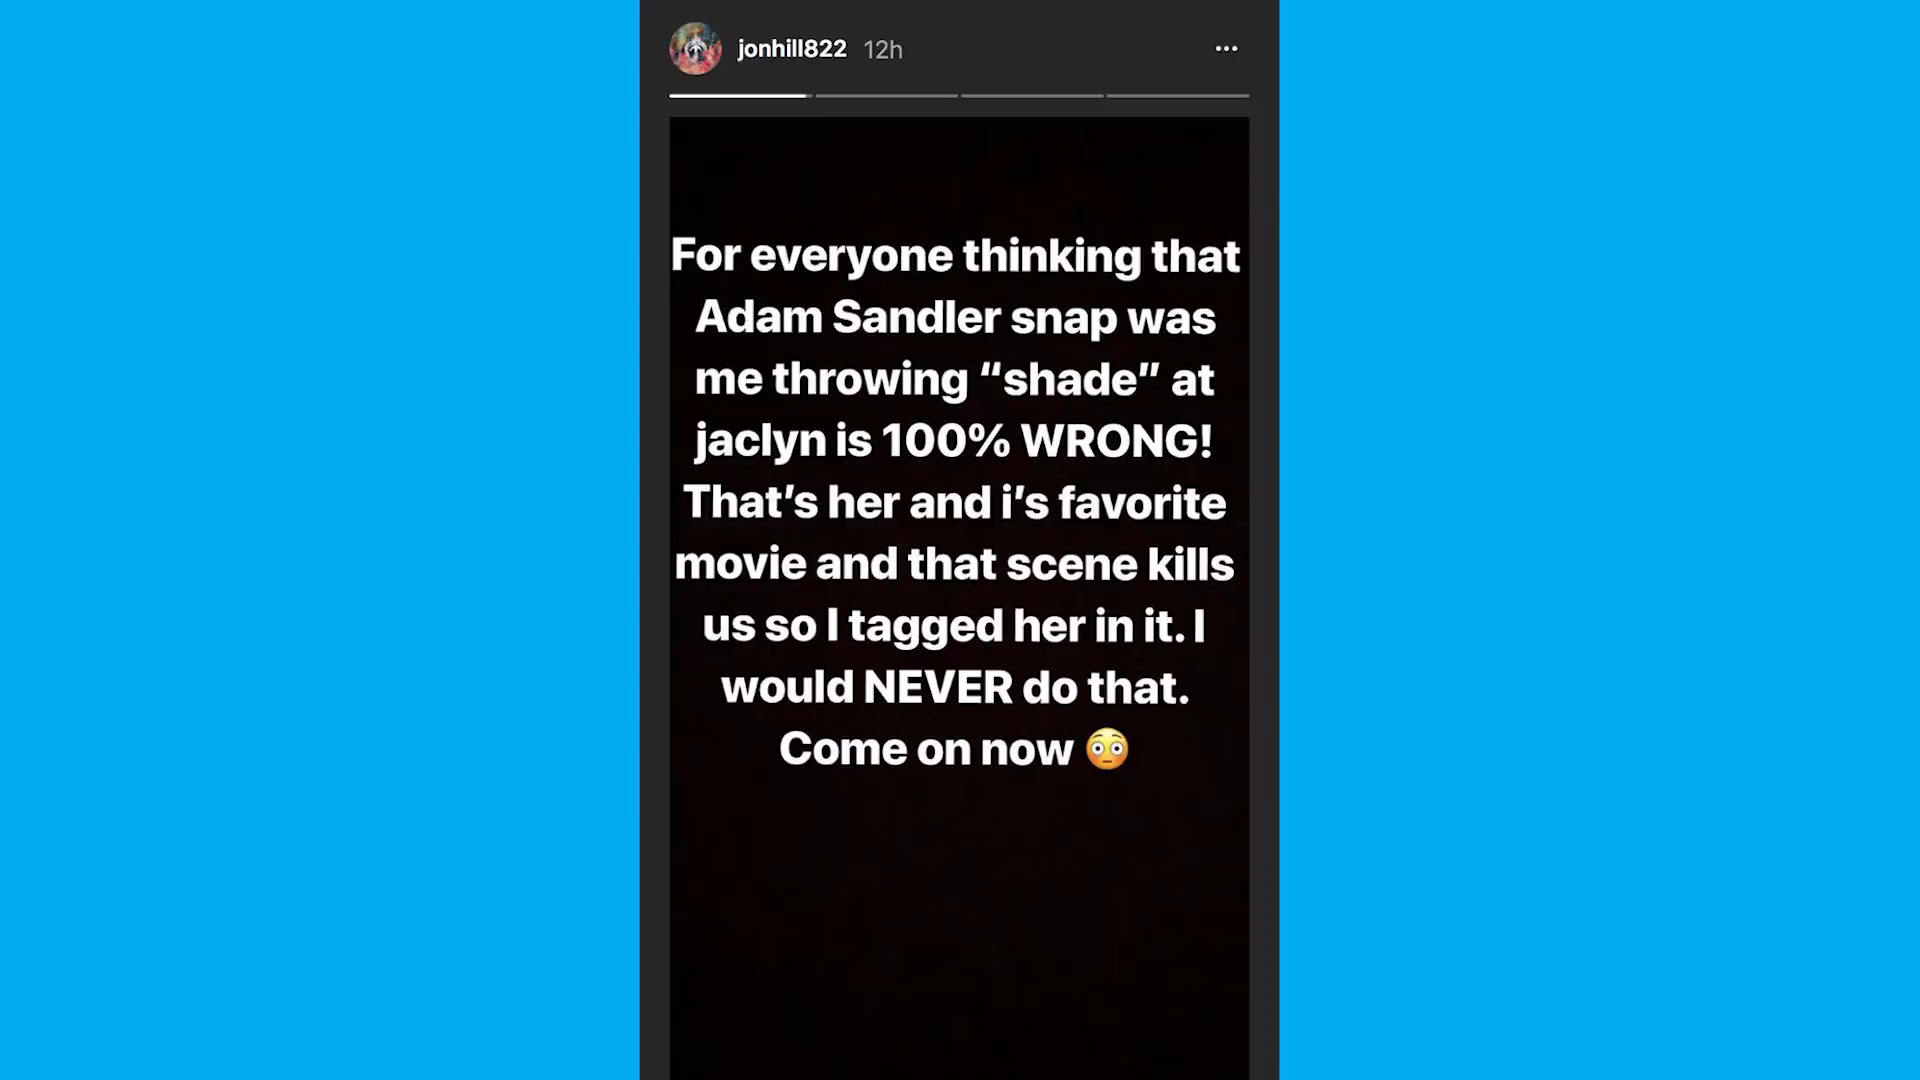 jonhill822 12h
For everyone thinking that
Adam Sandler snap was
me throwing “shade” at
jaclyn is 100% WRONG!
That’s her and i’s favorite
movie and that scene kills
us so I tagged her in it. I
would NEVER do that.
Come on now 😳